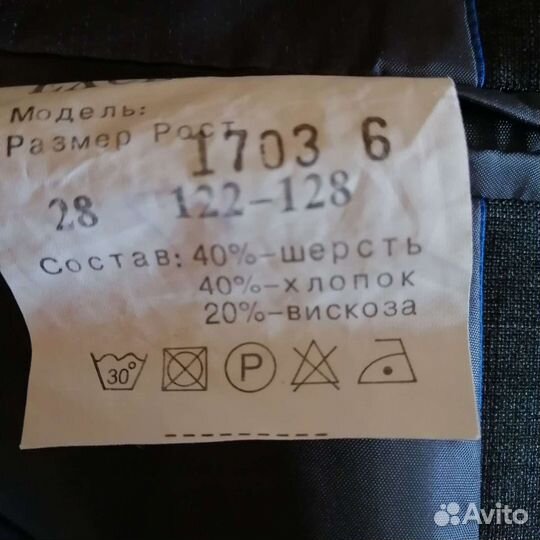 Модель:
Размер Рост
1703 6
28 122-128
Состав: 40%-шерсть
40%-хлопок
20%-вискоза
30°
P
Avito